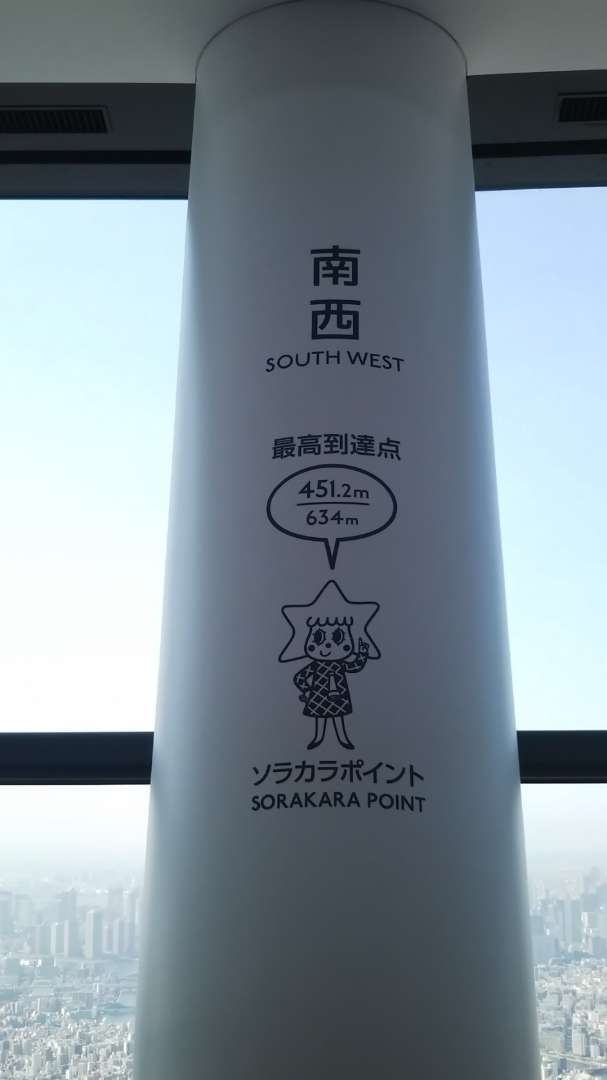 南
西
SOUTH WEST
最高到達点
451.2m
634m
ソラカラポイント
SORAKARA POINT